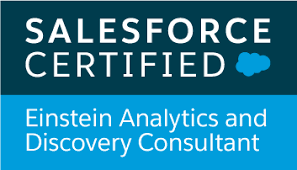 SALESFORCE
CERTIFIED
Einstein Analytics and
Discovery Consultant